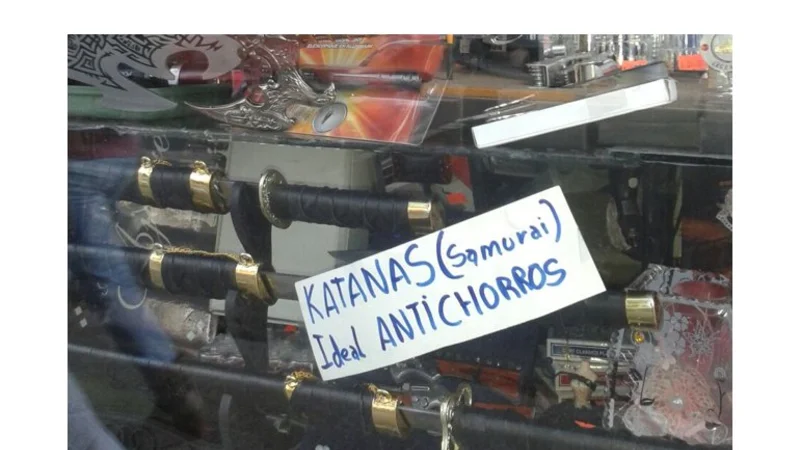 KATANAS (Samurai)
Ideal ANTICHORROS